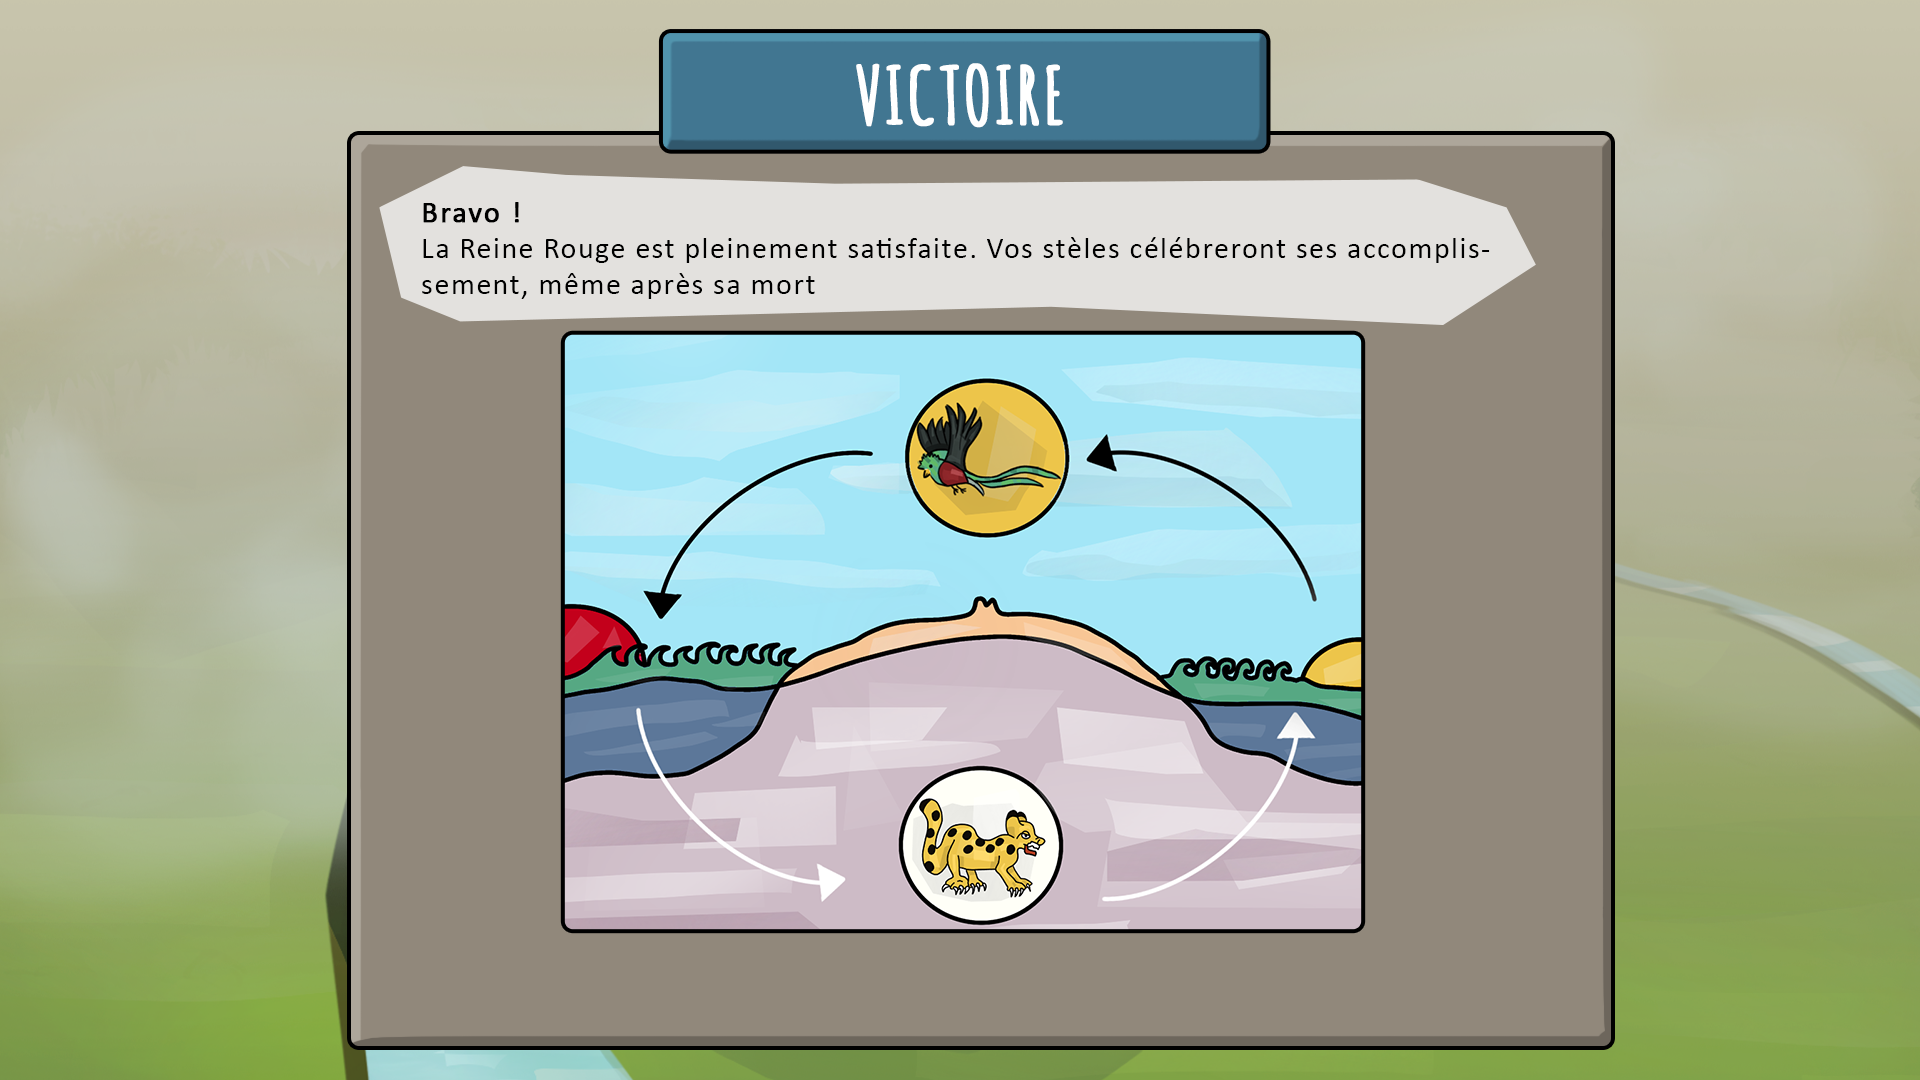 VICTOIRE
Bravo !
La Reine Rouge est pleinement satisfaite. Vos stèles célébreront ses accomplis-
sement, même après sa mort